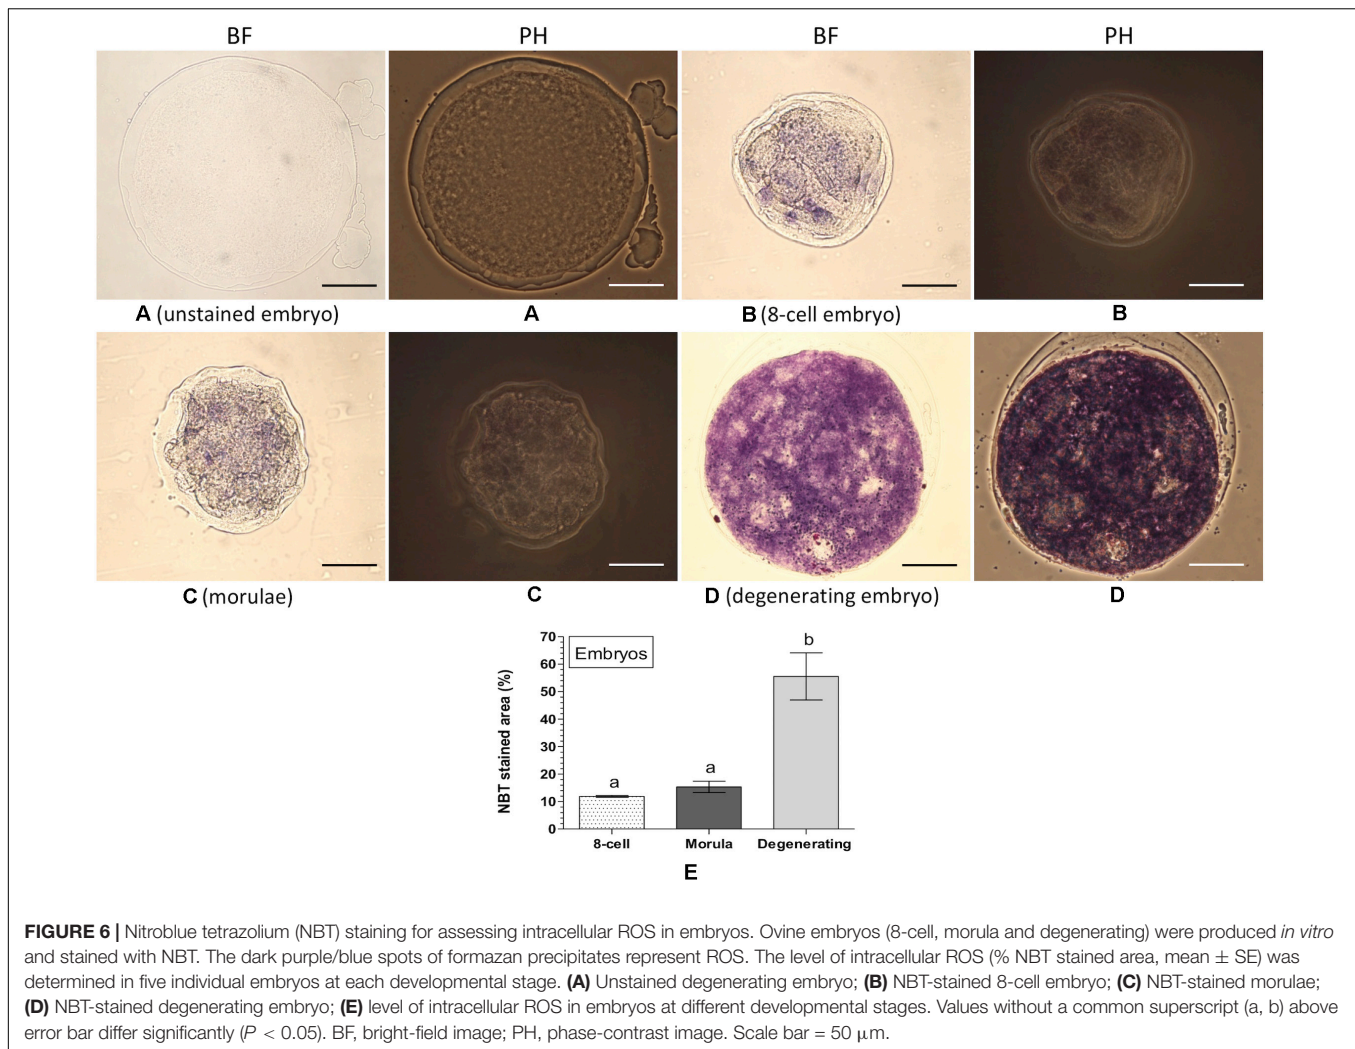 BF PH BF PH
A (unstained embryo) A B (8-cell embryo) B
C (morulae) C D (degenerating embryo) D
70
60
50
40
30
20
10
0
NBT stained area (%)
Embryos
a
a
b
8-cell Morula Degenerating
E
FIGURE 6 | Nitroblue tetrazolium (NBT) staining for assessing intracellular ROS in embryos. Ovine embryos (8-cell, morula and degenerating) were produced in vitro
and stained with NBT. The dark purple/blue spots of formazan precipitates represent ROS. The level of intracellular ROS (% NBT stained area, mean ± SE) was
determined in five individual embryos at each developmental stage. (A) Unstained degenerating embryo; (B) NBT-stained 8-cell embryo; (C) NBT-stained morulae;
(D) NBT-stained degenerating embryo; (E) level of intracellular ROS in embryos at different developmental stages. Values without a common superscript (a, b) above
error bar differ significantly (P < 0.05). BF, bright-field image; PH, phase-contrast image. Scale bar = 50 μm.